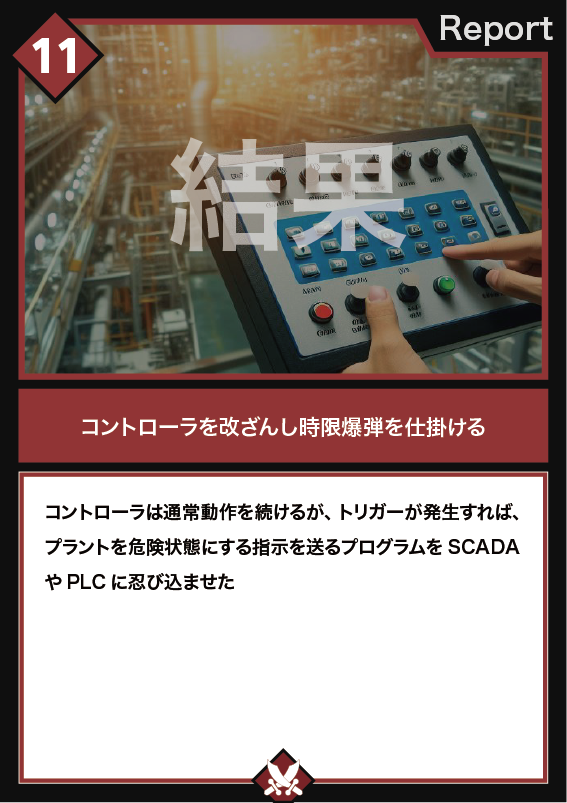 11
Report
結果
コントローラを改ざんし時限爆弾を仕掛ける
コントローラは通常動作を続けるが、トリガーが発生すれば、
プラントを危険状態にする指示を送るプログラムを SCADA
や PLC に忍び込ませた